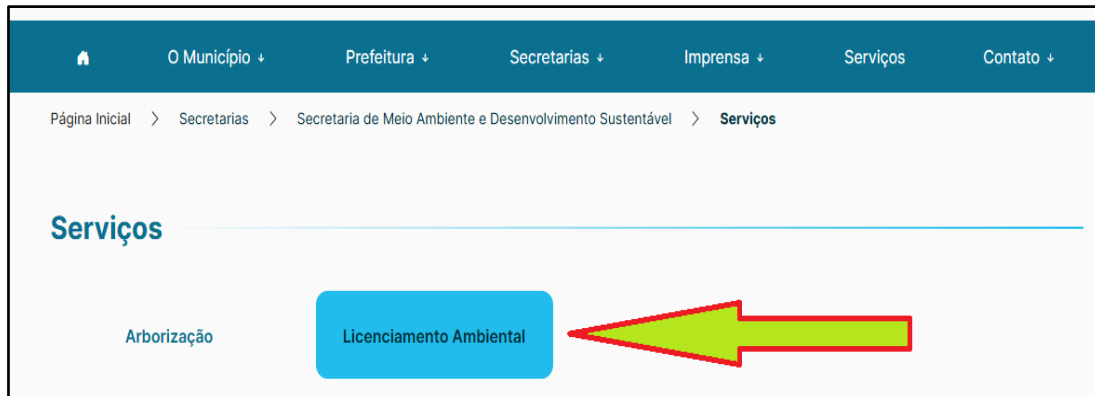 O Município ↓ Prefeitura ↓ Secretarias ↓ Imprensa ↓ Serviços Contato ↓
Página Inicial > Secretarias > Secretaria de Meio Ambiente e Desenvolvimento Sustentável > Serviços
Serviços
Arborização Licenciamento Ambiental